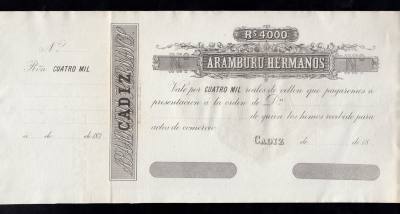 Nº
Rvn. CUATRO MIL
á de de 18
CADIZ
Rs. 4000
ARAMBURU HERMANOS
Vale por CUATRO MIL reales de vellon que pagaremos á
presentacion á la orden de Dn.
de quien los hemos recibido para
actos de comercio.
CADIZ de de 18